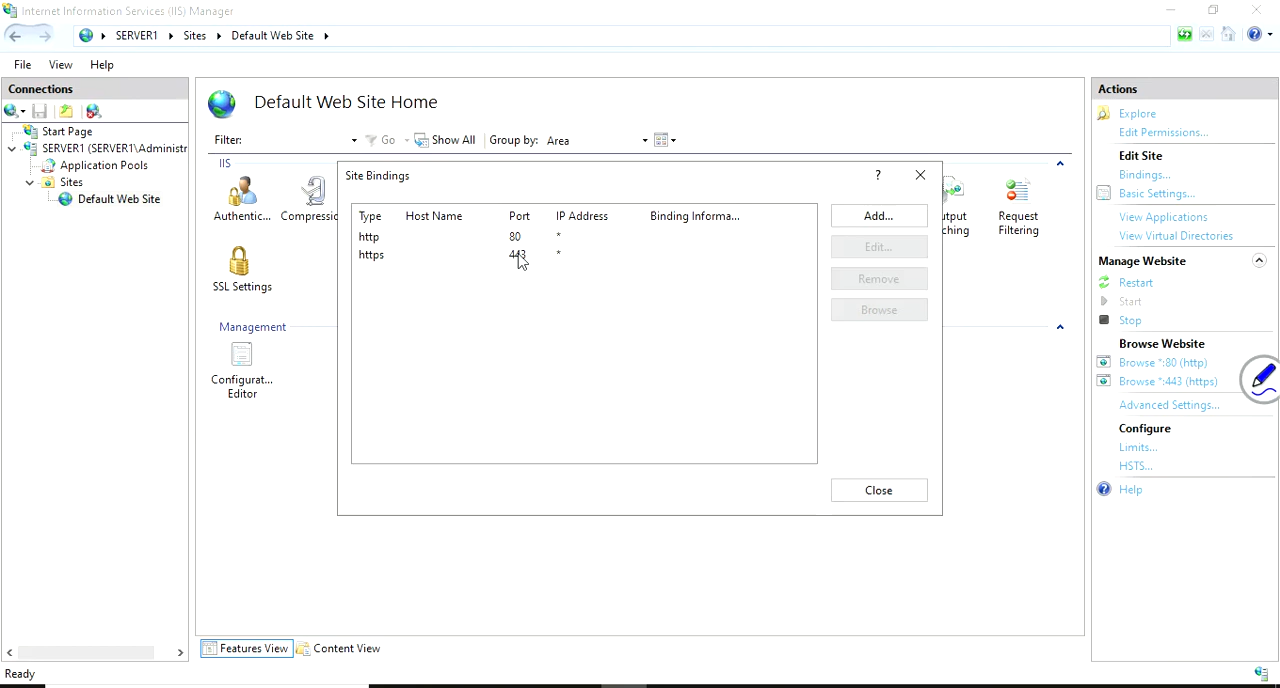 Internet Information Services (IIS) Manager
SERVER1 Sites Default Web Site
File View Help
Connections
Start Page
SERVER1 (SERVER1\Administr
Application Pools
Sites
Default Web Site
Default Web Site Home
Filter: Go Show All Group by: Area
IIS
Authentic... Compressic
SSL Settings
Management
Configurat...
Editor
utput
ching
Request
Filtering
Site Bindings
?
Type Host Name Port IP Address Binding Informa...
http 80 *
https 443 *
Add...
Edit...
Remove
Browse
Close
Features View Content View
Actions
Explore
Edit Permissions...
Edit Site
Bindings...
Basic Settings...
View Applications
View Virtual Directories
Manage Website
Restart
Start
Stop
Browse Website
Browse *:80 (http)
Browse *:443 (https)
Advanced Settings...
Configure
Limits...
HSTS...
Help
Ready